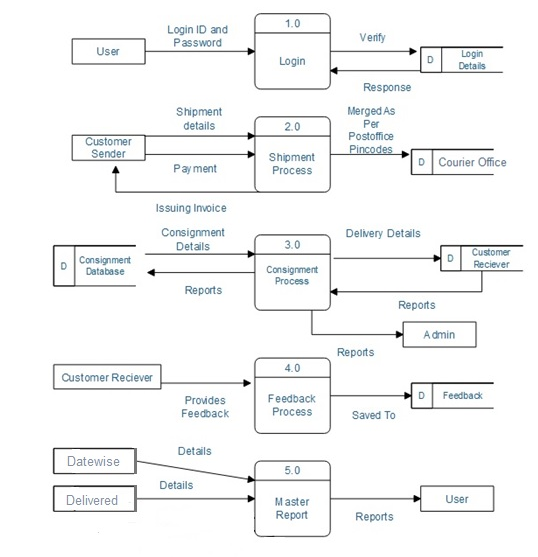 1.0
Login ID and
Password
Verify
User
Login
D
Login
Details
Response
Shipment
details
2.0
Merged As
Per
Postoffice
Pincodes
Customer
Sender
Shipment
Process
D
Courier Office
Payment
Issuing Invoice
Consignment
Details
3.0
Delivery Details
D
Consignment
Database
Consignment
Process
D
Customer
Reciever
Reports
Reports
Admin
Reports
4.0
Customer Reciever
Provides
Feedback
Feedback
Process
D
Feedback
Saved To
Details
Datewise
5.0
Details
Delivered
Master
Report
User
Reports